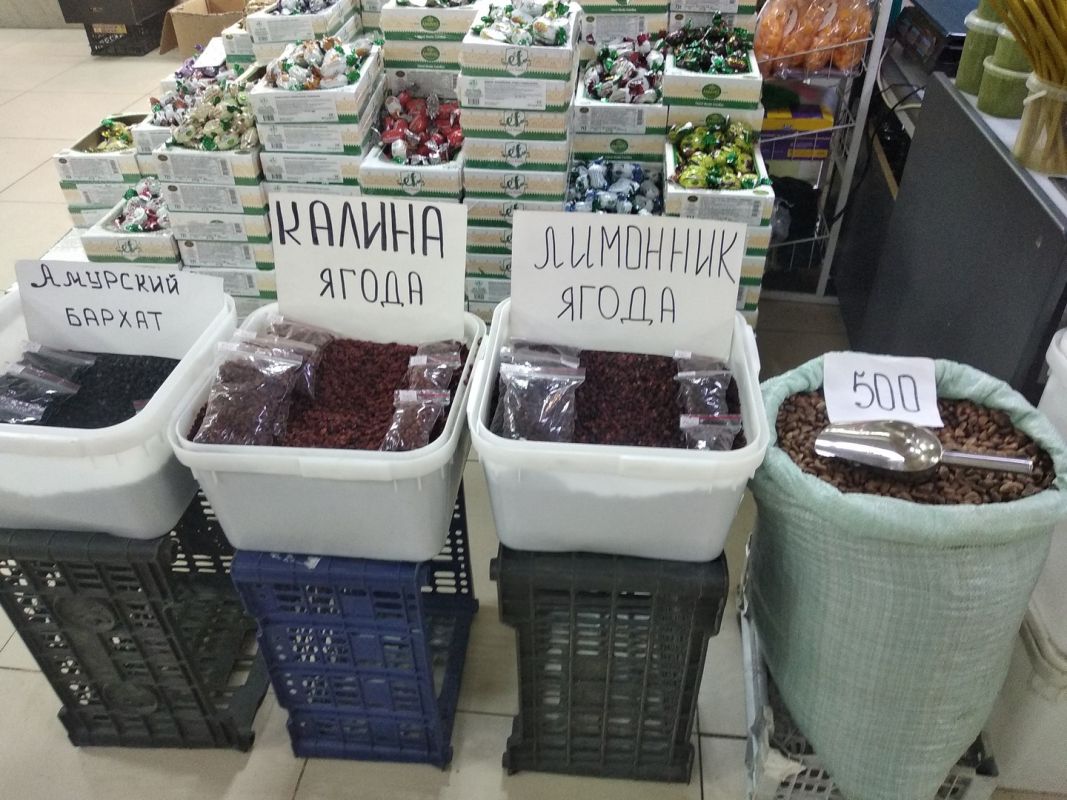 Амурский
бархат
КАЛИНА
ЯГОДА
ЛИМОННИК
ЯГОДА
500